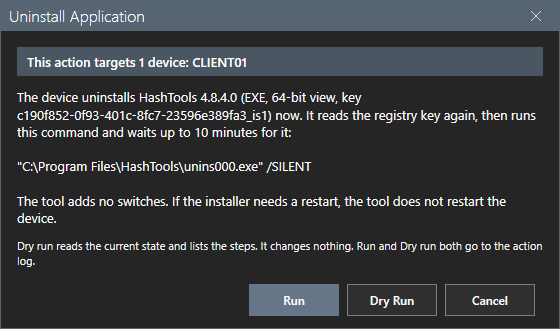 Uninstall Application
This action targets 1 device: CLIENT01
The device uninstalls HashTools 4.8.4.0 (EXE, 64-bit view, key
c190f852-0f93-401c-8fc7-23596e389fa3_is1) now. It reads the registry key again, then runs
this command and waits up to 10 minutes for it:
"C:\Program Files\HashTools\unins000.exe" /SILENT
The tool adds no switches. If the installer needs a restart, the tool does not restart the
device.
Dry run reads the current state and lists the steps. It changes nothing. Run and Dry run both go to the action
log.
Run Dry Run Cancel